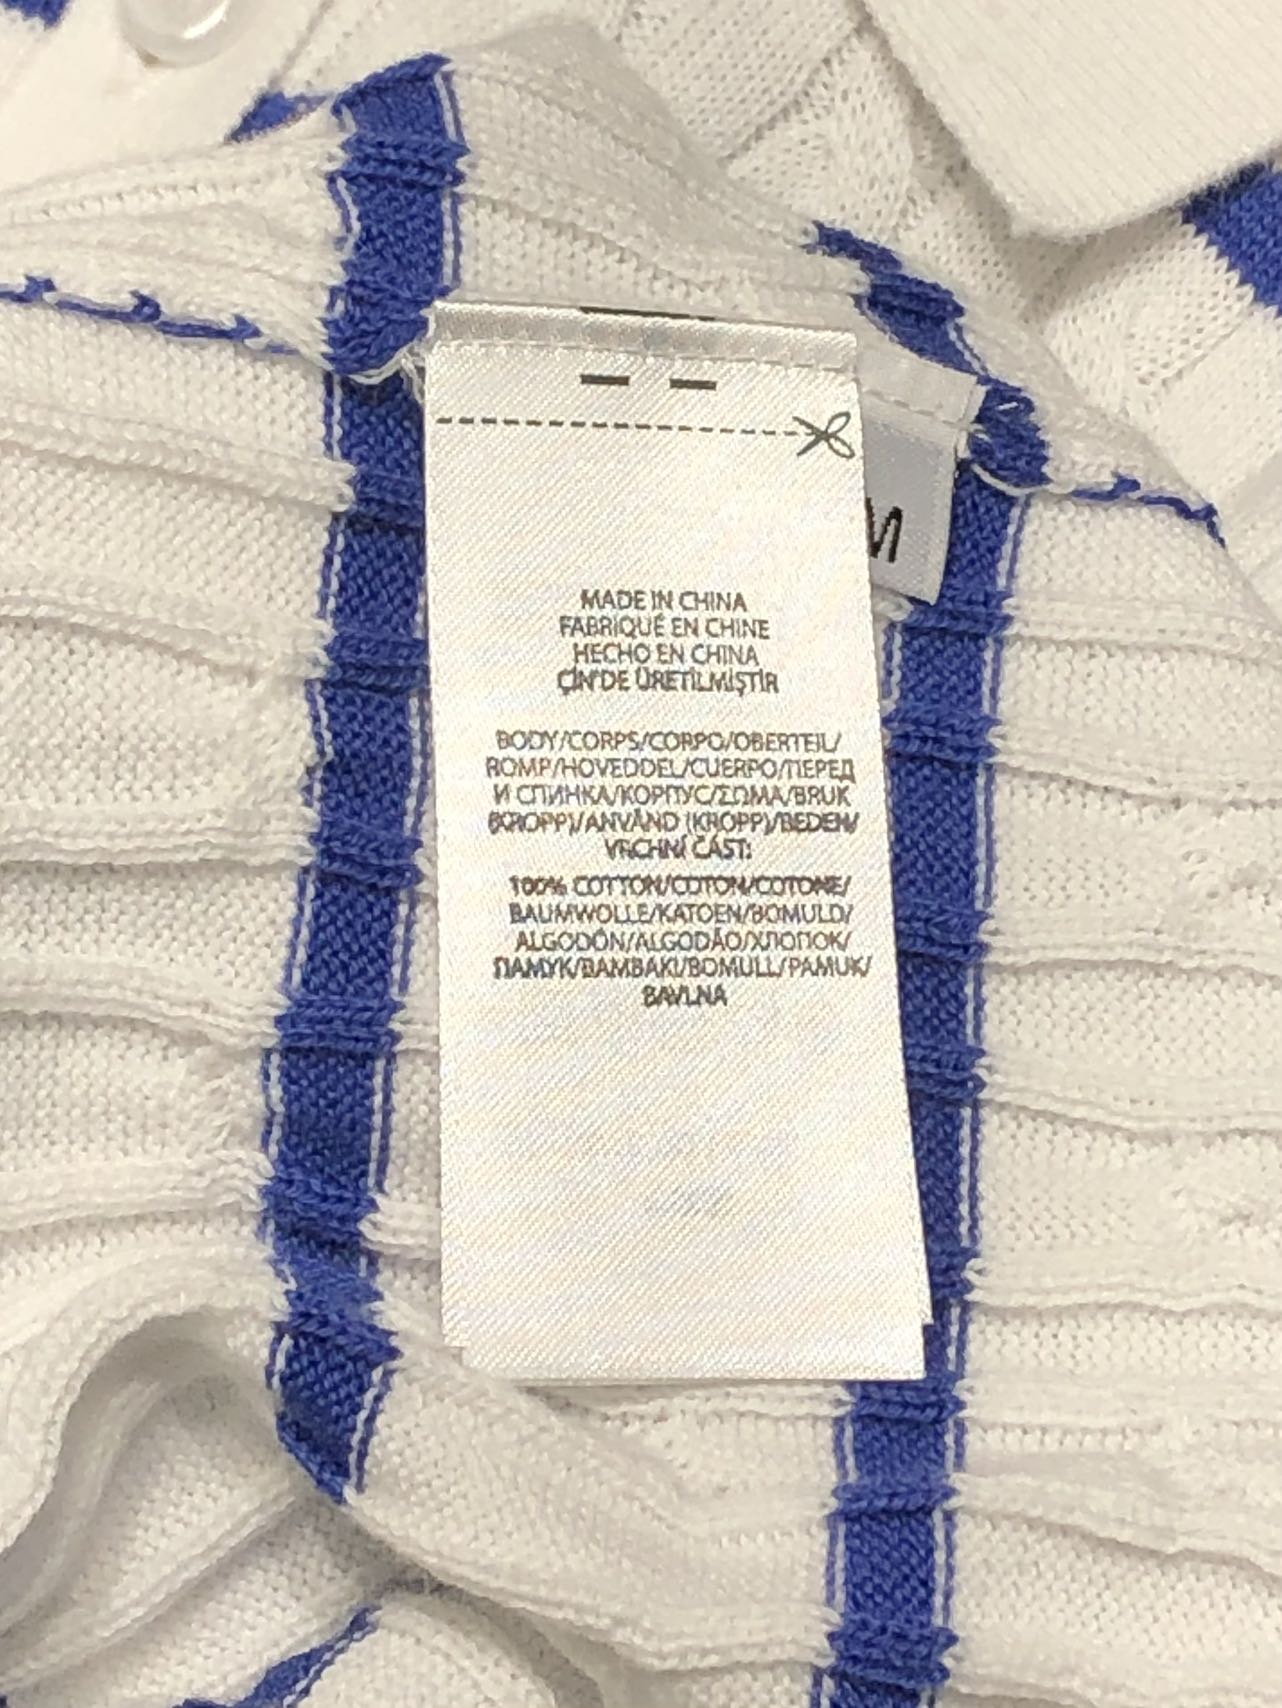 M
MADE IN CHINA
FABRIQUÉ EN CHINE
HECHO EN CHINA
ÇİN'DE ÜRETİLMİŞTİR
BODY/CORPS/CORPO/OBERTEIL/
ROMP/HOVEDDEL/CUERPO/ПЕРЕД
И СПИНКА/КОРПУС/ΣΩΜΑ/BRUK
(KROPP)/ANVÄND (KROPP)/BEDEN/
VRCHNÍ ČÁST:
100% COTTON/COTON/COTONE/
BAUMWOLLE/KATOEN/BOMULD/
ALGODÓN/ALGODÃO/ХЛОПОК/
ПАМУК/ΒΑΜΒΑΚΙ/BOMULL/PAMUK/
BAVLNA